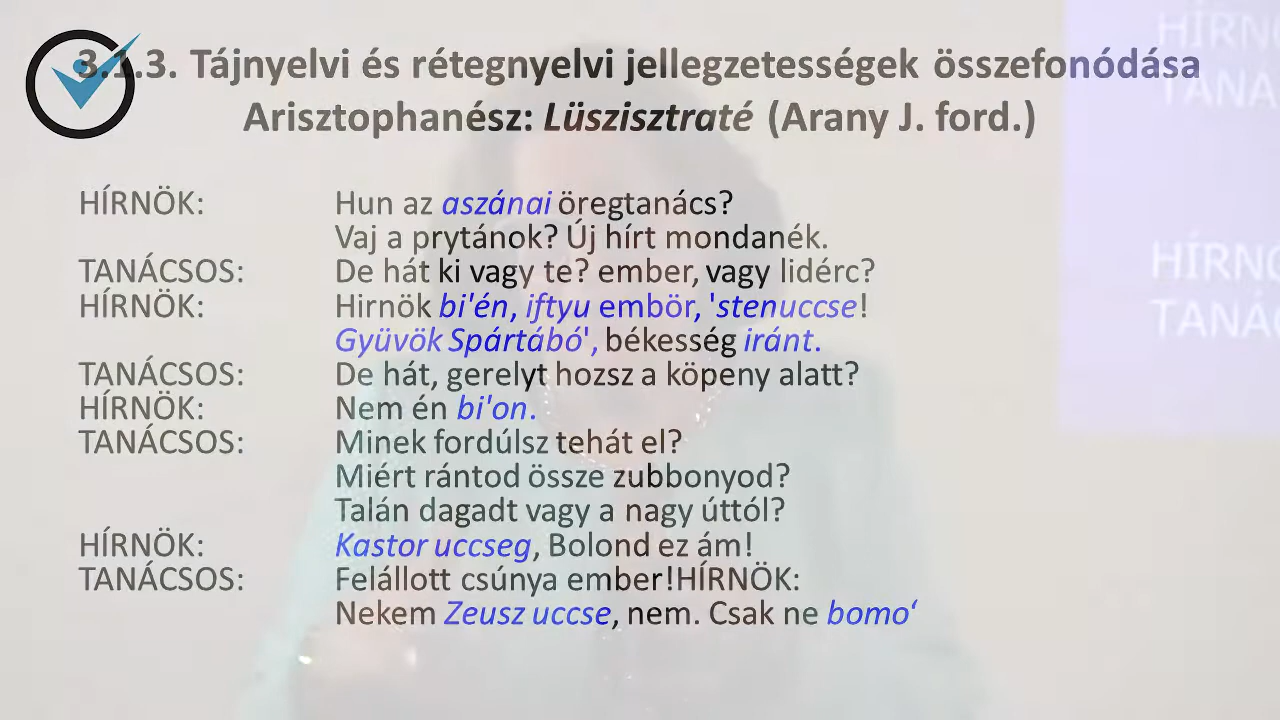 3.1.3. Tájnyelvi és rétegnyelvi jellegzetességek összefonódása
Arisztophanész: Lüszisztraté (Arany J. ford.)
HÍRNÖK: Hun az aszánai öregtanács?
Vaj a prytánok? Új hírt mondanék.
TANÁCSOS: De hát ki vagy te? ember, vagy lidérc?
HÍRNÖK: Hirnök bi'én, iftyu embör, 'stenuccse!
Gyüvök Spártábó', békesség iránt.
TANÁCSOS: De hát, gerelyt hozsz a köpeny alatt?
HÍRNÖK: Nem én bi'on.
TANÁCSOS: Minek fordúlsz tehát el?
Miért rántod össze zubbonyod?
Talán dagadt vagy a nagy úttól?
HÍRNÖK: Kastor uccseg, Bolond ez ám!
TANÁCSOS: Felállott csúnya ember!HÍRNÖK:
Nekem Zeusz uccse, nem. Csak ne bomo‘